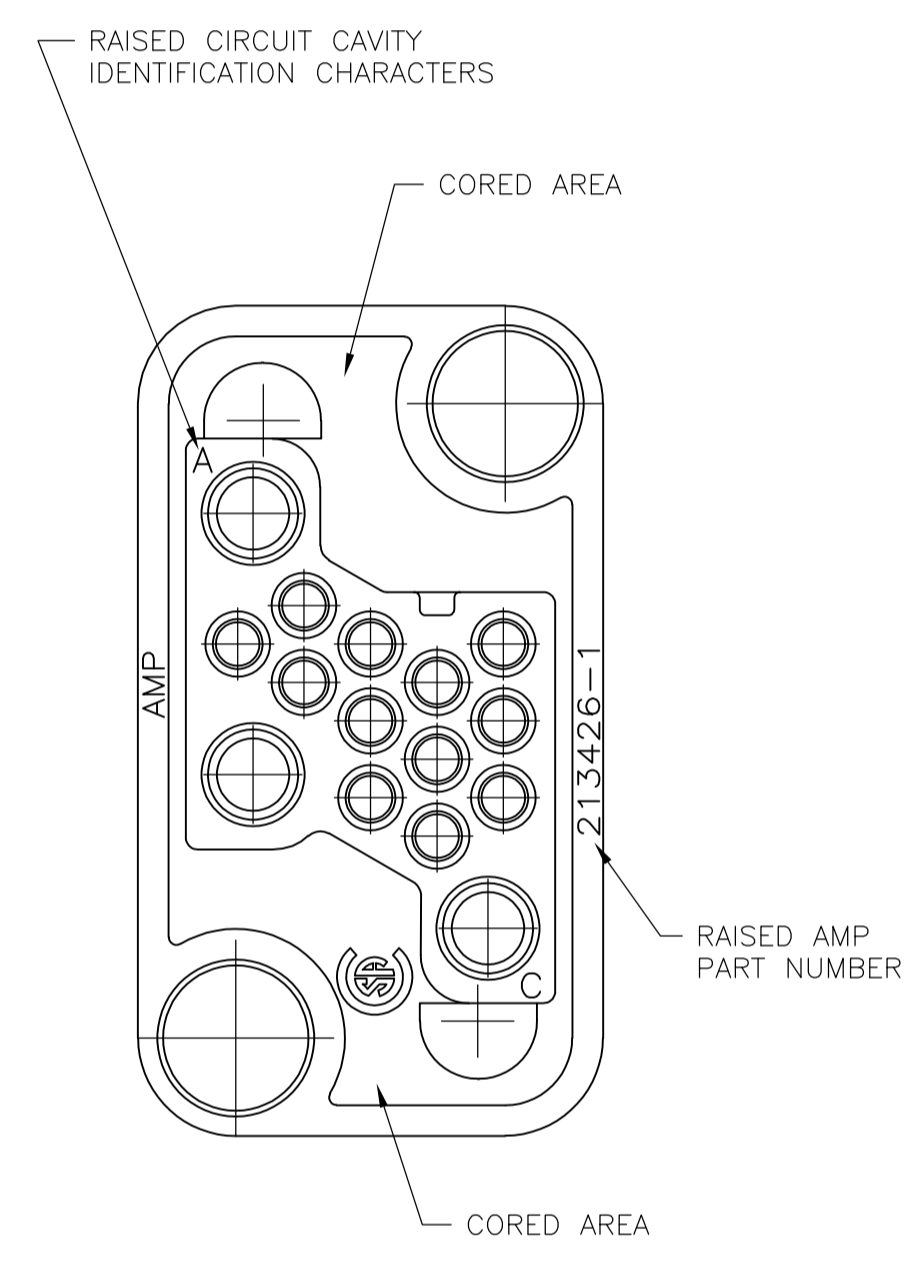 RAISED CIRCUIT CAVITY
IDENTIFICATION CHARACTERS
CORED AREA
A
AMP
213426-1
RAISED AMP
PART NUMBER
C
CORED AREA